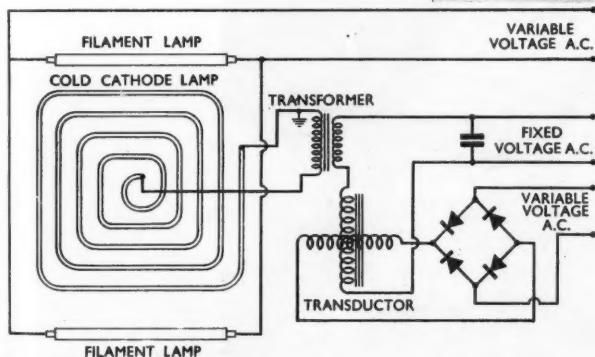 FILAMENT LAMP
VARIABLE
VOLTAGE A.C.
COLD CATHODE LAMP
TRANSFORMER
FIXED
VOLTAGE A.C.
VARIABLE
VOLTAGE
A.C.
TRANSDUCTOR
FILAMENT LAMP